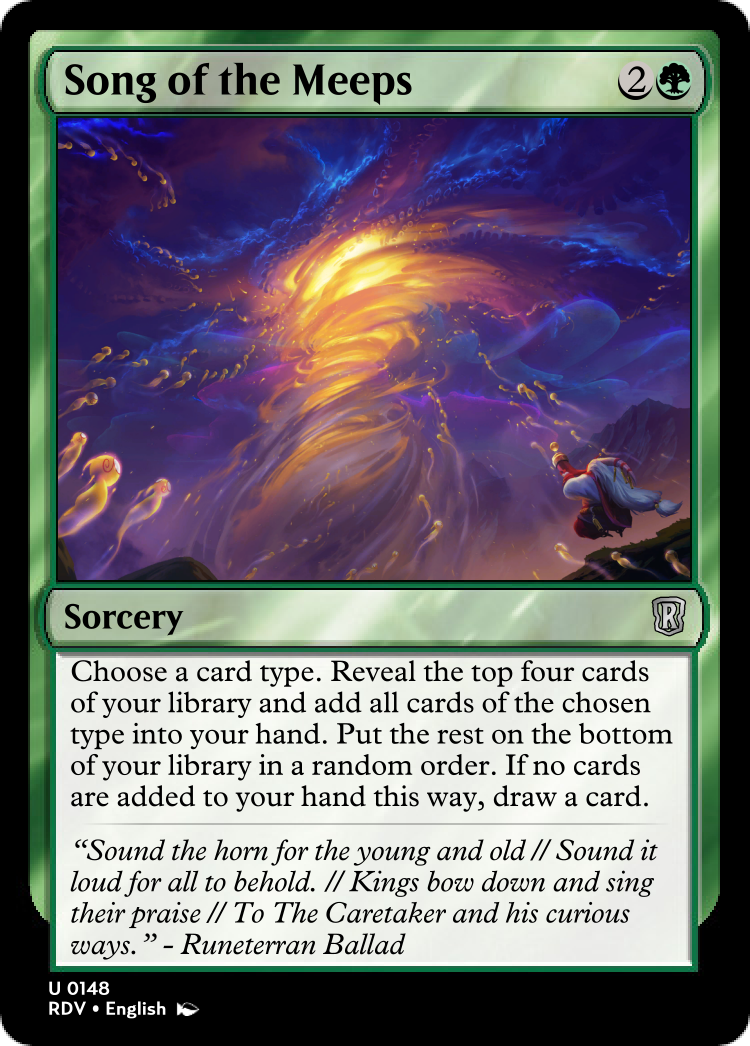 Song of the Meeps
2
Sorcery
R
Choose a card type. Reveal the top four cards
of your library and add all cards of the chosen
type into your hand. Put the rest on the bottom
of your library in a random order. If no cards
are added to your hand this way, draw a card.
“Sound the horn for the young and old // Sound it
loud for all to behold. // Kings bow down and sing
their praise // To The Caretaker and his curious
ways.” - Runeterran Ballad
U 0148
RDV • English